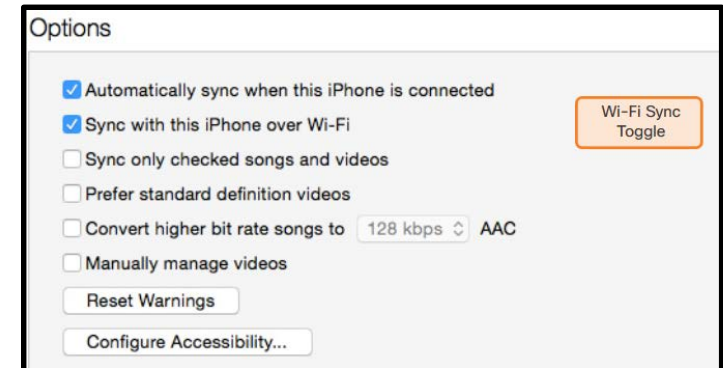 Options
Automatically sync when this iPhone is connected
Sync with this iPhone over Wi-Fi
Wi-Fi Sync
Toggle
Sync only checked songs and videos
Prefer standard definition videos
Convert higher bit rate songs to 128 kbps AAC
Manually manage videos
Reset Warnings
Configure Accessibility...